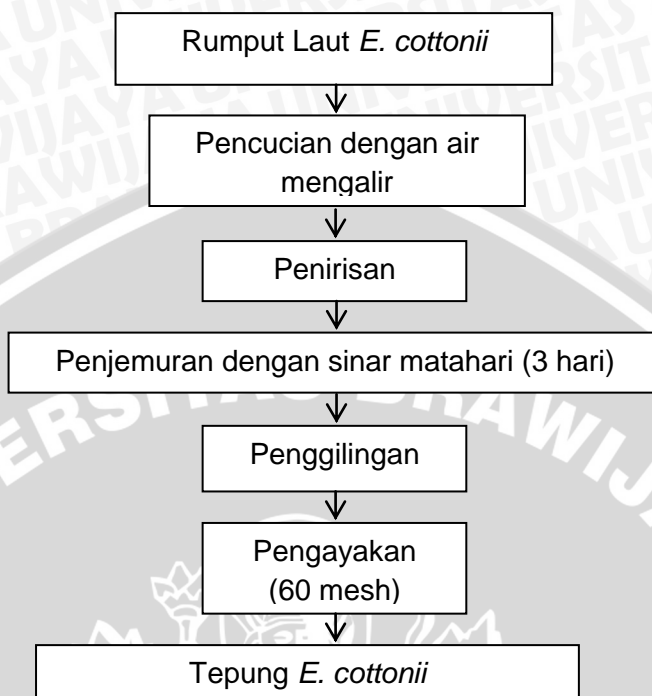 Rumput Laut E. cottonii
Pencucian dengan air
mengalir
Penirisan
Penjemuran dengan sinar matahari (3 hari)
Penggilingan
Pengayakan
(60 mesh)
Tepung E. cottonii